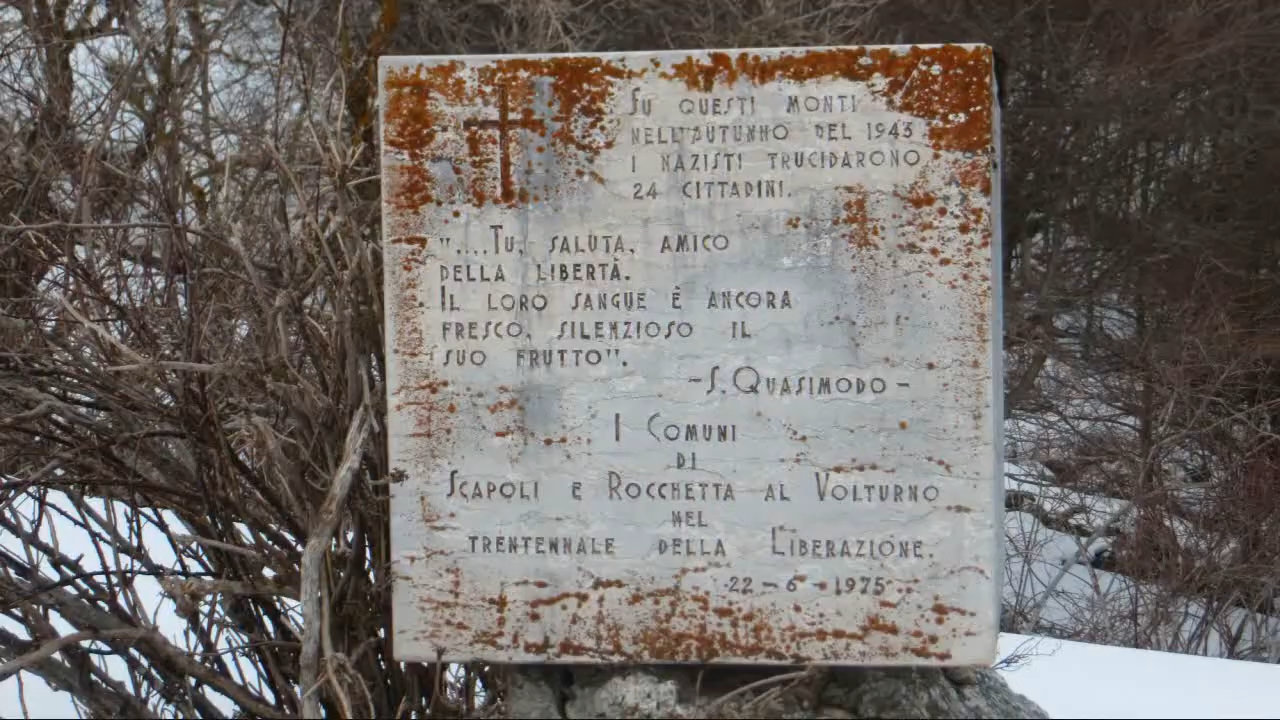 Su questi monti
nell'autunno del 1943
i nazisti trucidarono
24 cittadini.
"....Tu, saluta, amico
della libertà.
Il loro sangue è ancora
fresco, silenzioso il
suo frutto".
-S. Quasimodo-
I Comuni
di
Scapoli e Rocchetta al Volturno
nel
trentennale della Liberazione.
22-6-1975